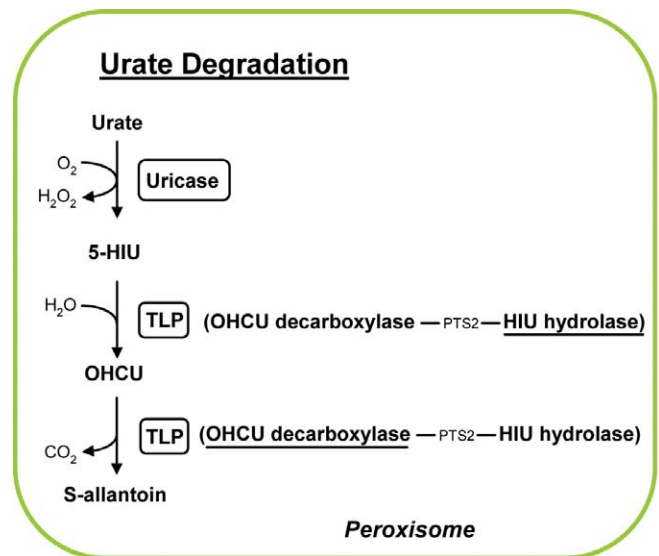 Urate Degradation
Urate
O₂
Uricase
H₂O₂
5-HIU
H₂O
TLP (OHCU decarboxylase — PTS2 — HIU hydrolase)
OHCU
TLP (OHCU decarboxylase — PTS2 — HIU hydrolase)
CO₂
S-allantoin
Peroxisome